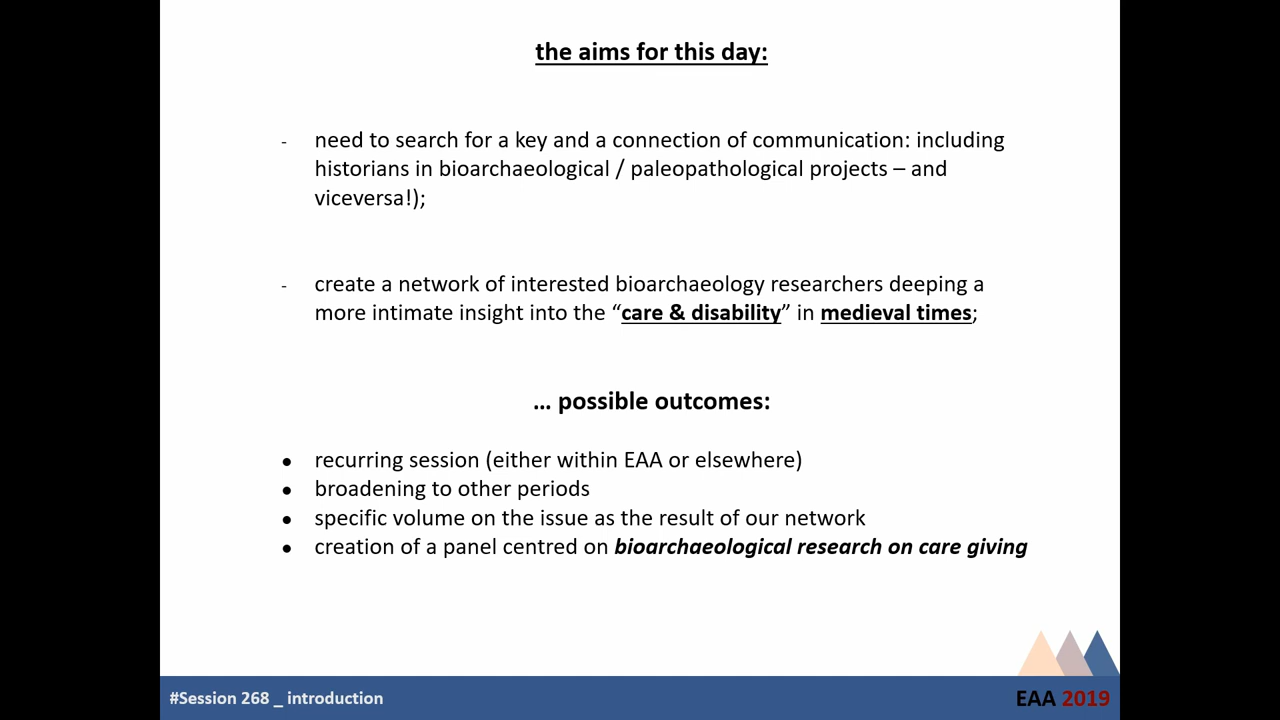 the aims for this day:
- need to search for a key and a connection of communication: including
historians in bioarchaeological / paleopathological projects – and
viceversa!);
- create a network of interested bioarchaeology researchers deeping a
more intimate insight into the “care & disability” in medieval times;
... possible outcomes:
● recurring session (either within EAA or elsewhere)
● broadening to other periods
● specific volume on the issue as the result of our network
● creation of a panel centred on bioarchaeological research on care giving
#Session 268 _ introduction
EAA 2019